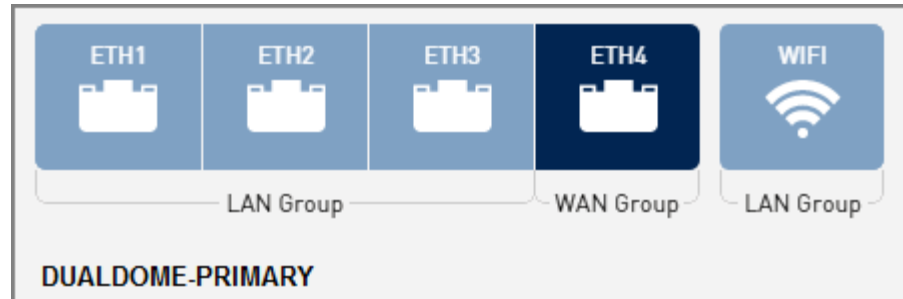 ETH1 ETH2 ETH3 ETH4 WIFI
LAN Group WAN Group LAN Group
DUALDOME-PRIMARY